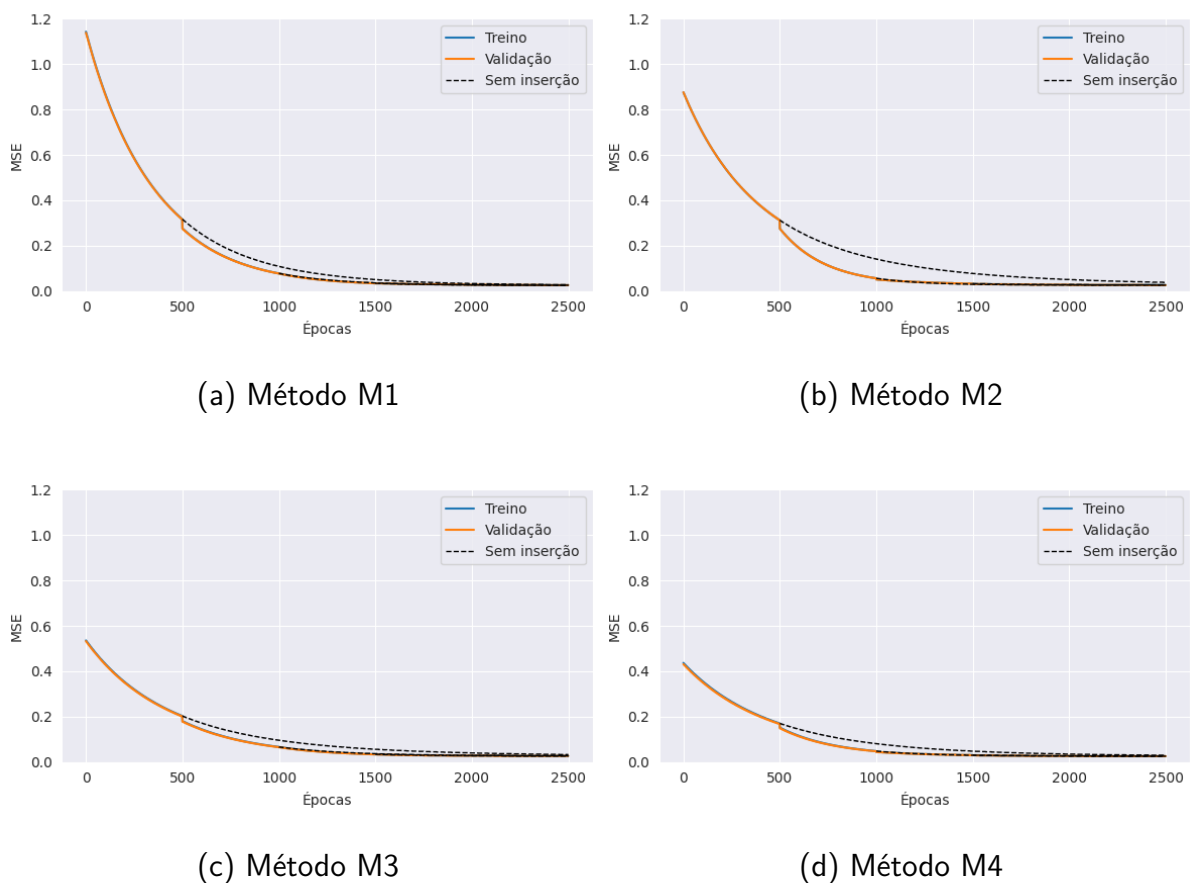 1.2
1.0
0.8
0.6
0.4
0.2
0.0
MSE
Treino
Validação
Sem inserção
0 500 1000 1500 2000 2500
Épocas
(a) Método M1
1.2
1.0
0.8
0.6
0.4
0.2
0.0
MSE
Treino
Validação
Sem inserção
0 500 1000 1500 2000 2500
Épocas
(b) Método M2
1.2
1.0
0.8
0.6
0.4
0.2
0.0
MSE
Treino
Validação
Sem inserção
0 500 1000 1500 2000 2500
Épocas
(c) Método M3
1.2
1.0
0.8
0.6
0.4
0.2
0.0
MSE
Treino
Validação
Sem inserção
0 500 1000 1500 2000 2500
Épocas
(d) Método M4